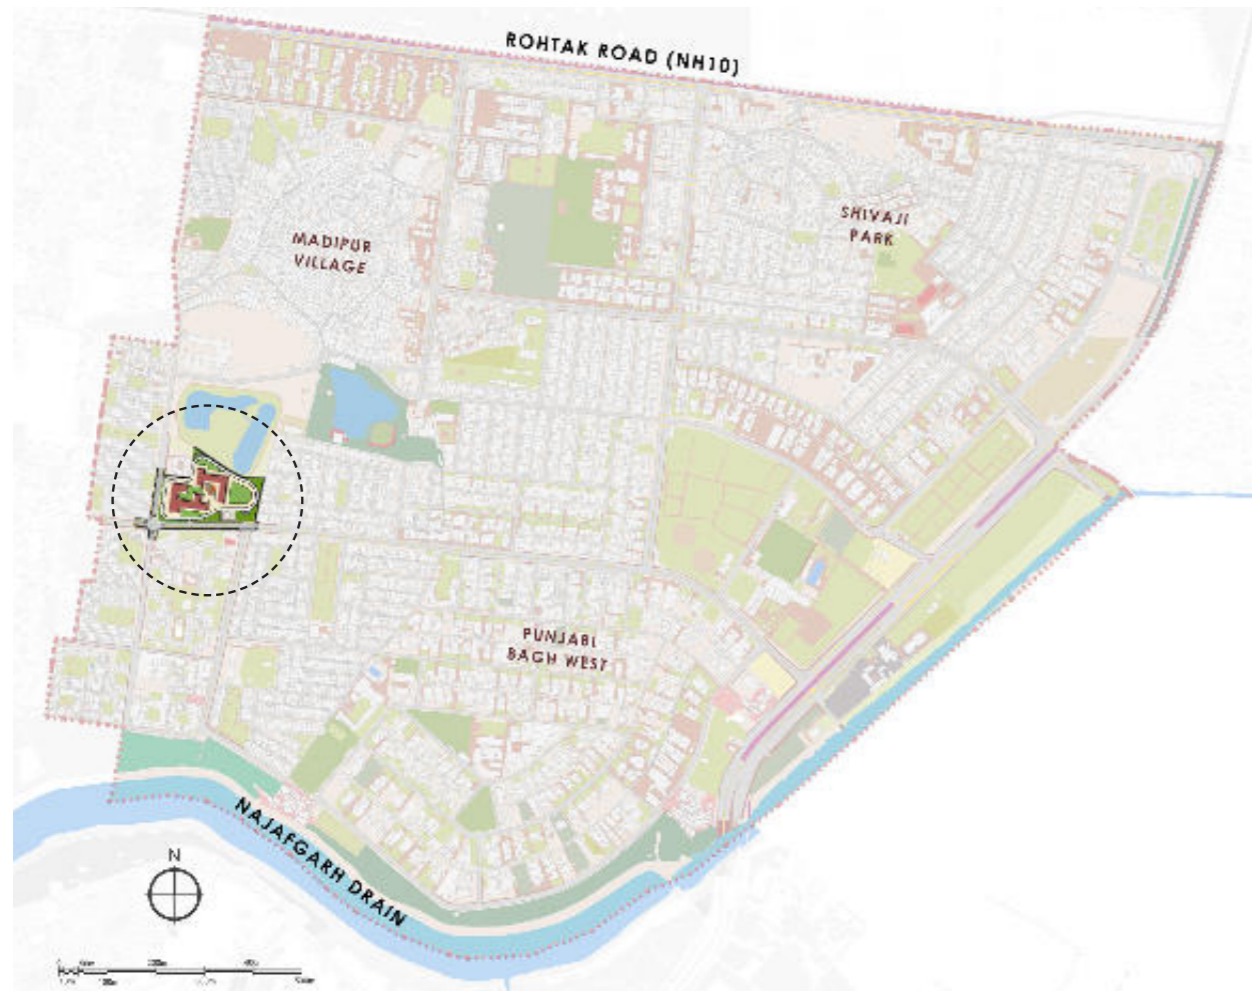 ROHTAK ROAD (NH10)
SHIVAJI
PARK
MADIPUR
VILLAGE
PUNJABI
BAGH WEST
NAJAFGARH DRAIN
N